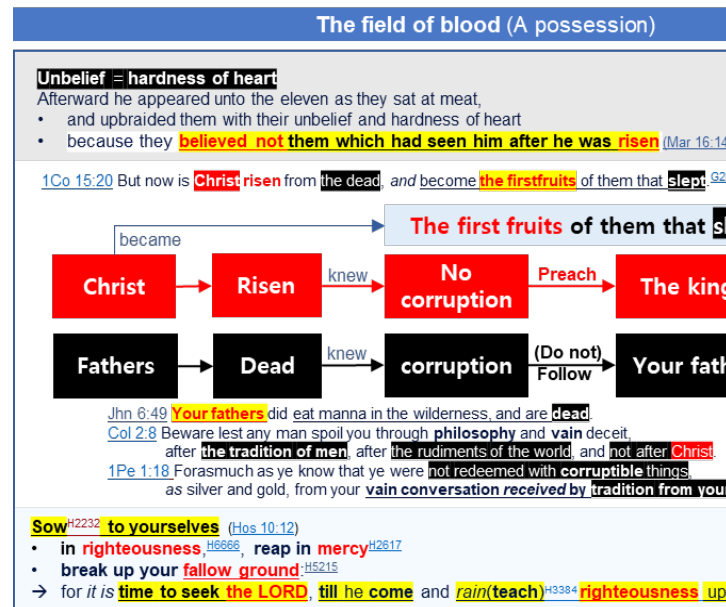 The field of blood (A possession)
Unbelief = hardness of heart
Afterward he appeared unto the eleven as they sat at meat,
• and upbraided them with their unbelief and hardness of heart
• because they believed not them which had seen him after he was risen (Mar 16:14
1Co 15:20 But now is Christ risen from the dead, and become the firstfruits of them that slept.G2
The first fruits of them that sl
became
Christ
Risen
knew
No
corruption
Preach
The king
Fathers
Dead
knew
corruption
(Do not)
Follow
Your fath
Jhn 6:49 Your fathers did eat manna in the wilderness, and are dead.
Col 2:8 Beware lest any man spoil you through philosophy and vain deceit,
after the tradition of men, after the rudiments of the world, and not after Christ.
1Pe 1:18 Forasmuch as ye know that ye were not redeemed with corruptible things,
as silver and gold, from your vain conversation received by tradition from your
Sow H2232 to yourselves (Hos 10:12)
• in righteousness,H6666, reap in mercyH2617
• break up your fallow ground:H5215
→ for it is time to seek the LORD, till he come and rain(teach)H3384 righteousness up